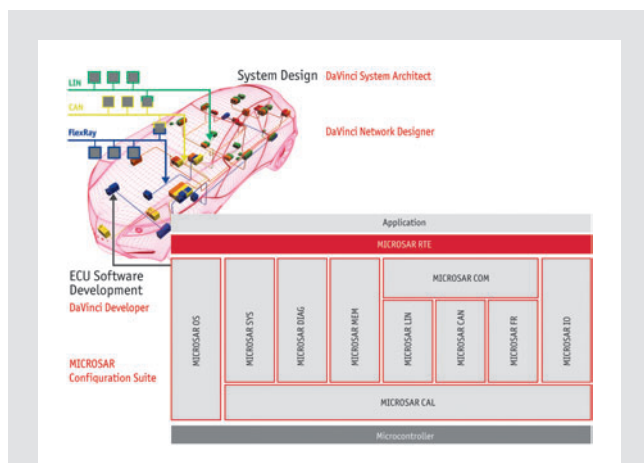 System Design
DaVinci System Architect
DaVinci Network Designer
LIN
CAN
FlexRay
ECU Software
Development
DaVinci Developer
MICROSAR
Configuration Suite
Application
MICROSAR RTE
MICROSAR OS
MICROSAR SYS
MICROSAR DIAG
MICROSAR MEM
MICROSAR COM
MICROSAR LIN
MICROSAR CAN
MICROSAR FR
MICROSAR IO
MICROSAR CAL
Microcontroller